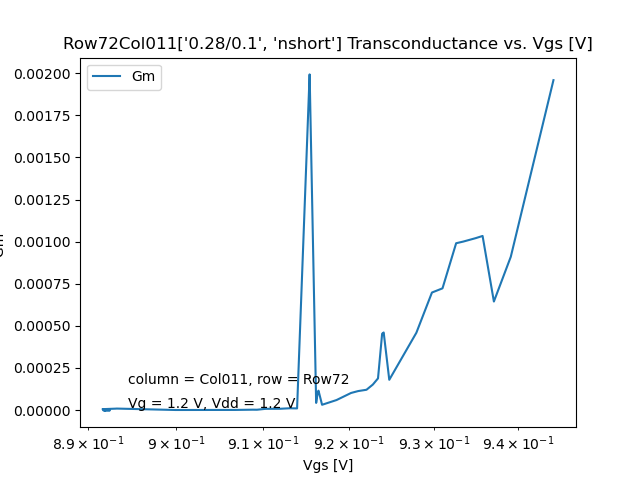 Row72Col011['0.28/0.1', 'nshort'] Transconductance vs. Vgs [V]
Gm
0.00200
0.00175
0.00150
0.00125
0.00100
0.00075
0.00050
0.00025
0.00000
Gm
column = Col011, row = Row72
Vg = 1.2 V, Vdd = 1.2 V
8.9 × 10⁻¹ 9 × 10⁻¹ 9.1 × 10⁻¹ 9.2 × 10⁻¹ 9.3 × 10⁻¹ 9.4 × 10⁻¹
Vgs [V]